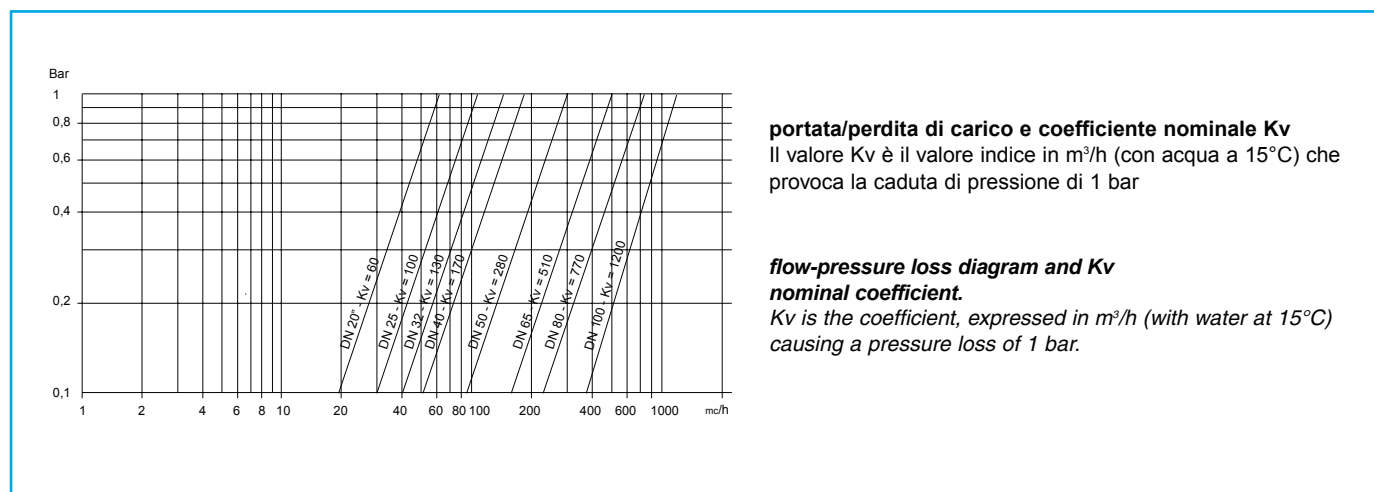 Bar
1
0,8
0,6
0,4
0,2
0,1
DN 20" - Kv = 60
DN 25 - Kv = 100
DN 32 - Kv = 130
DN 40 - Kv = 170
DN 50 - Kv = 280
DN 65 - Kv = 510
DN 80 - Kv = 770
DN 100 - Kv = 1200
1 2 4 6 8 10 20 40 60 80 100 200 400 600 1000 mc/h
portata/perdita di carico e coefficiente nominale Kv
Il valore Kv è il valore indice in m³/h (con acqua a 15°C) che
provoca la caduta di pressione di 1 bar
flow-pressure loss diagram and Kv
nominal coefficient.
Kv is the coefficient, expressed in m³/h (with water at 15°C)
causing a pressure loss of 1 bar.